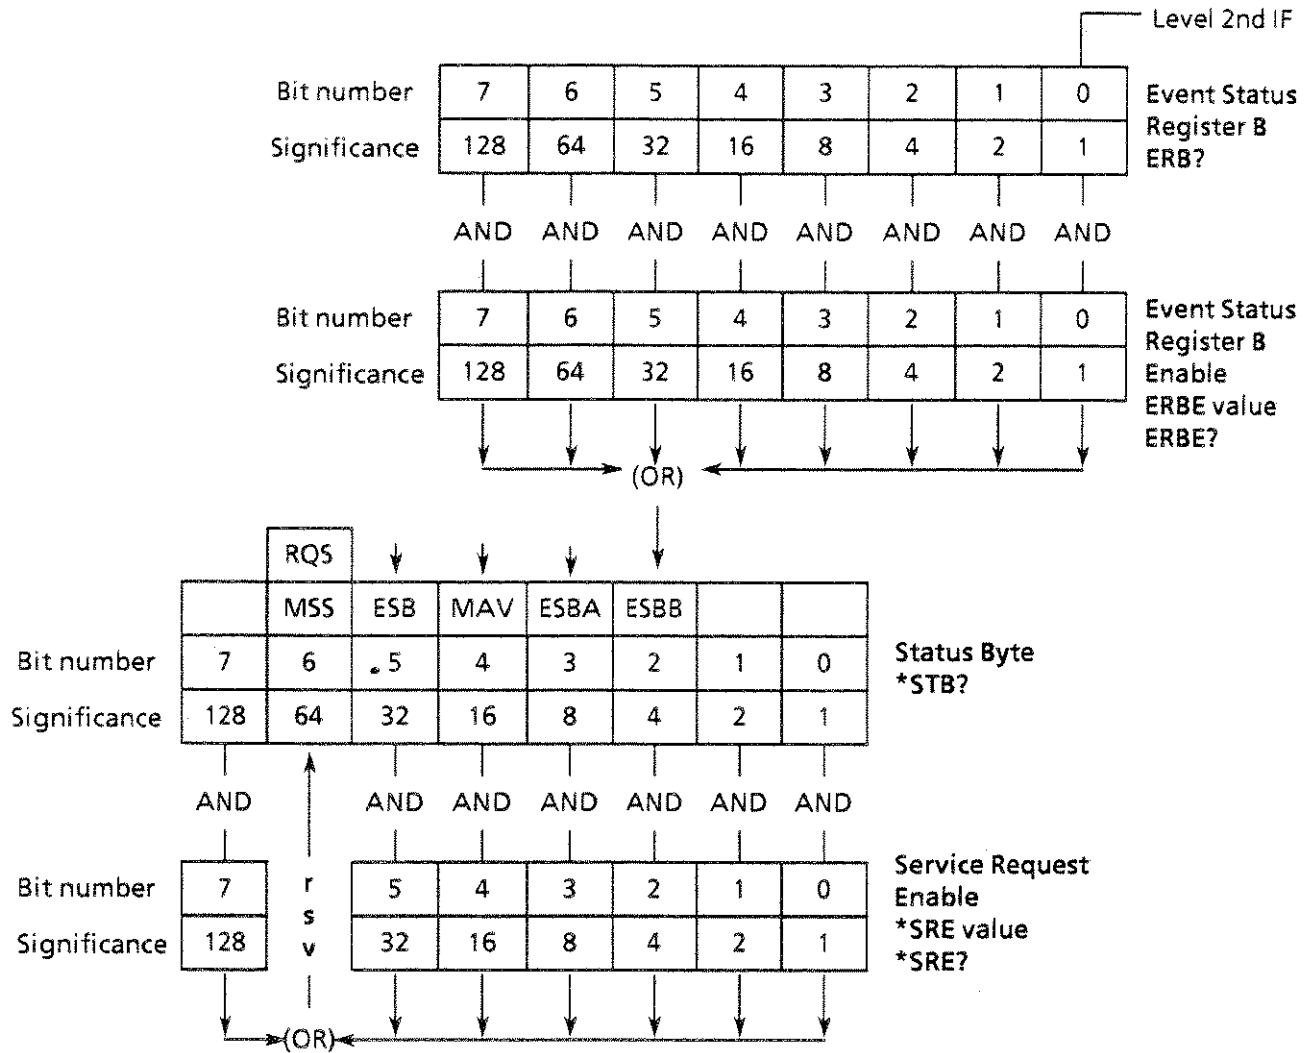 Level 2nd IF
Bit number 7 6 5 4 3 2 1 0
Significance 128 64 32 16 8 4 2 1
Event Status
Register B
ERB?
AND AND AND AND AND AND AND AND
Bit number 7 6 5 4 3 2 1 0
Significance 128 64 32 16 8 4 2 1
Event Status
Register B
Enable
ERBE value
ERBE?
(OR)
RQS
MSS ESB MAV ESBA ESBB
Bit number 7 6 5 4 3 2 1 0
Significance 128 64 32 16 8 4 2 1
Status Byte
*STB?
AND AND AND AND AND AND AND
Bit number 7 5 4 3 2 1 0
Significance 128 32 16 8 4 2 1
rsv
Service Request
Enable
*SRE value
*SRE?
(OR)